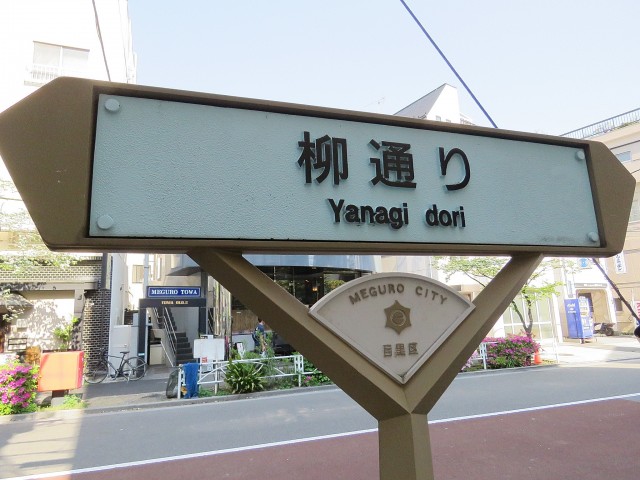 柳通り
Yanagi dori
MEGURO CITY
目黒区
MEGURO TOWA